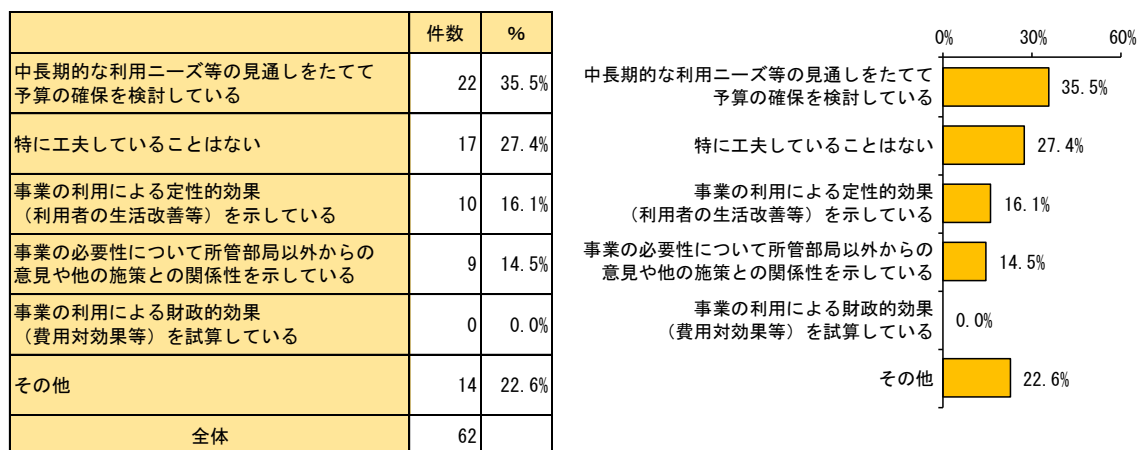 件数 %
中長期的な利用ニーズ等の見通しをたてて
予算の確保を検討している
22 35.5%
特に工夫していることはない 17 27.4%
事業の利用による定性的効果
（利用者の生活改善等）を示している
10 16.1%
事業の必要性について所管部局以外からの
意見や他の施策との関係性を示している
9 14.5%
事業の利用による財政的効果
（費用対効果等）を試算している
0 0.0%
その他 14 22.6%
全体 62
0% 30% 60%
中長期的な利用ニーズ等の見通しをたてて
予算の確保を検討している
35.5%
特に工夫していることはない 27.4%
事業の利用による定性的効果
（利用者の生活改善等）を示している
16.1%
事業の必要性について所管部局以外からの
意見や他の施策との関係性を示している
14.5%
事業の利用による財政的効果
（費用対効果等）を試算している
0.0%
その他 22.6%